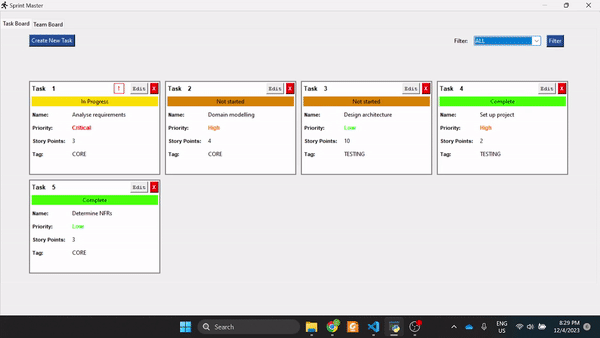 Sprint Master
Task Board Team Board
Create New Task
Filter: ALL Filter
Task 1 ! Edit X
In Progress
Name: Analyse requirements
Priority: Critical
Story Points: 3
Tag: CORE
Task 2 Edit X
Not started
Name: Domain modelling
Priority: High
Story Points: 4
Tag: CORE
Task 3 Edit X
Not started
Name: Design architecture
Priority: Low
Story Points: 10
Tag: TESTING
Task 4 Edit X
Complete
Name: Set up project
Priority: High
Story Points: 2
Tag: TESTING
Task 5 Edit X
Complete
Name: Determine NFRs
Priority: Low
Story Points: 3
Tag: CORE
Search
ENG
US
8:29 PM
12/4/2023